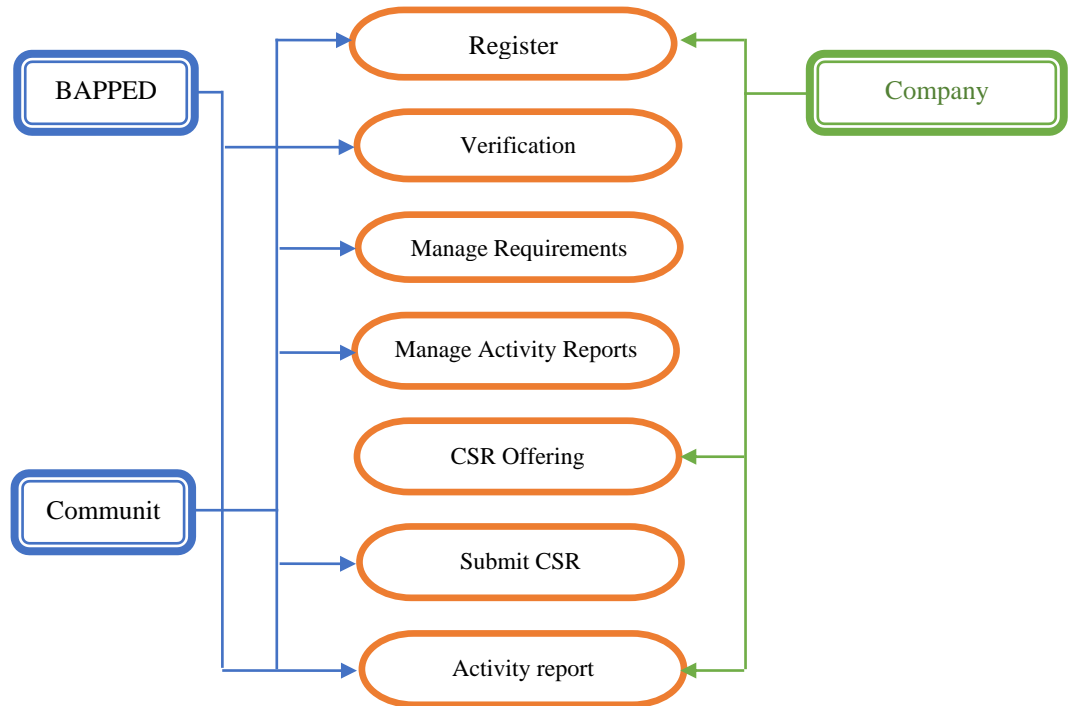 Register
BAPPED
Company
Verification
Manage Requirements
Manage Activity Reports
CSR Offering
Communit
Submit CSR
Activity report